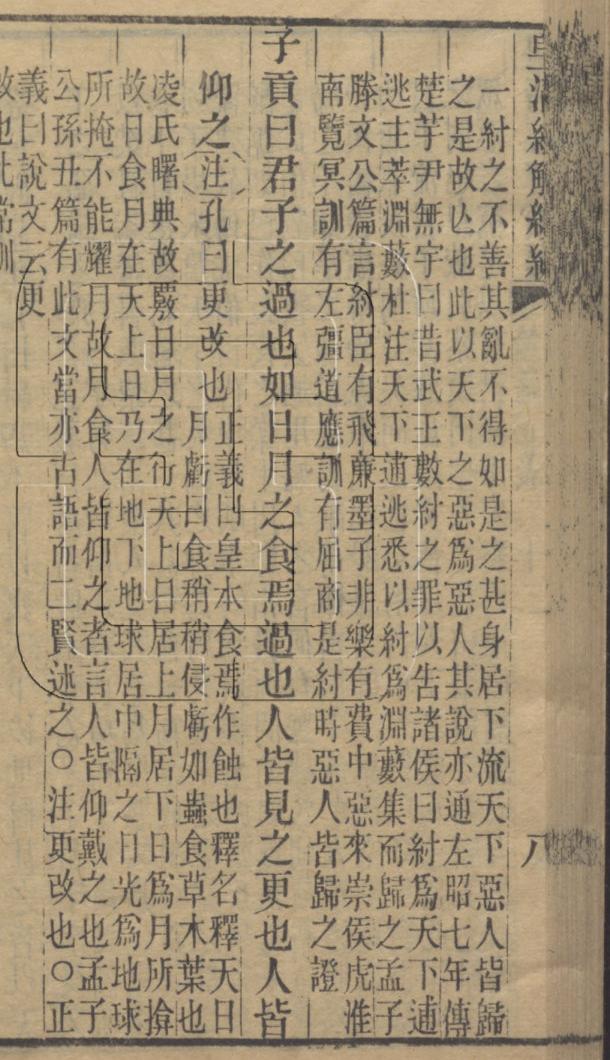 皇清經解
一紂之不善其亂不得如是之甚身居下流天下惡人皆歸
之是故亾也此以天下之惡爲惡人其說亦通左昭七年傳
楚芋尹無宇曰昔武王數紂之罪以告諸侯曰紂爲天下逋
逃主萃淵藪杜注天下逋逃悉以紂爲淵藪集而歸之孟子
滕文公篇言紂臣有飛廉墨子非樂有費中惡來崇侯虎淮
南覽冥訓有左彊道應訓有屈商是紂時惡人皆歸之證
子貢曰君子之過也如日月之食焉過也人皆見之更也人皆
仰之注孔曰更改也
正義曰皇本食焉作蝕也釋名釋天日
月虧曰食稍稍侵虧如蟲食草木葉也
凌氏曙典故覈日月之行天上日居上月居下日爲月所揜
故日食月在天上日乃在地下地球居中隔之日光爲地球
所掩不能耀月故月食人皆仰之者言人皆仰戴之也孟子
公孫丑篇有此文當亦古語而二賢述之○注更改也○正
義曰說文云更
改也此常訓
八